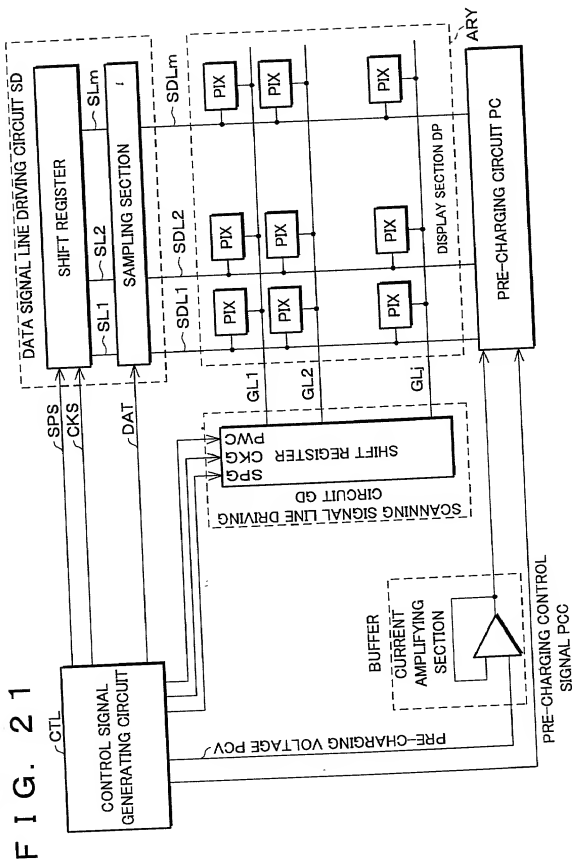 FIG. 21
CTL
CONTROL SIGNAL
GENERATING CIRCUIT
SPS
CKS
DAT
DATA SIGNAL LINE DRIVING CIRCUIT SD
SHIFT REGISTER
SL1
SL2
SLm
SAMPLING SECTION
SDL1
SDL2
SDLm
ARY
PIX
PIX
PIX
GL1
PIX
PIX
PIX
GL2
PIX
PIX
PIX
GLj
DISPLAY SECTION DP
SPG
CKG
PWC
SHIFT REGISTER
SCANNING SIGNAL LINE DRIVING
CIRCUIT GD
PRE-CHARGING VOLTAGE PCV
BUFFER
CURRENT
AMPLIFYING
SECTION
PRE-CHARGING CONTROL
SIGNAL PCC
PRE-CHARGING CIRCUIT PC